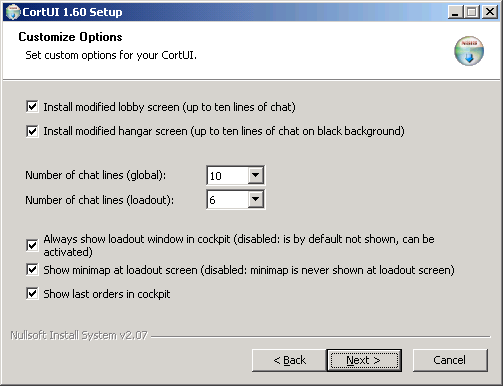 CortUI 1.60 Setup
Customize Options
Set custom options for your CortUI.
Install modified lobby screen (up to ten lines of chat)
Install modified hangar screen (up to ten lines of chat on black background)
Number of chat lines (global): 10
Number of chat lines (loadout): 6
Always show loadout window in cockpit (disabled: is by default not shown, can be
activated)
Show minimap at loadout screen (disabled: minimap is never shown at loadout screen)
Show last orders in cockpit
Nullsoft Install System v2.07
< Back Next > Cancel